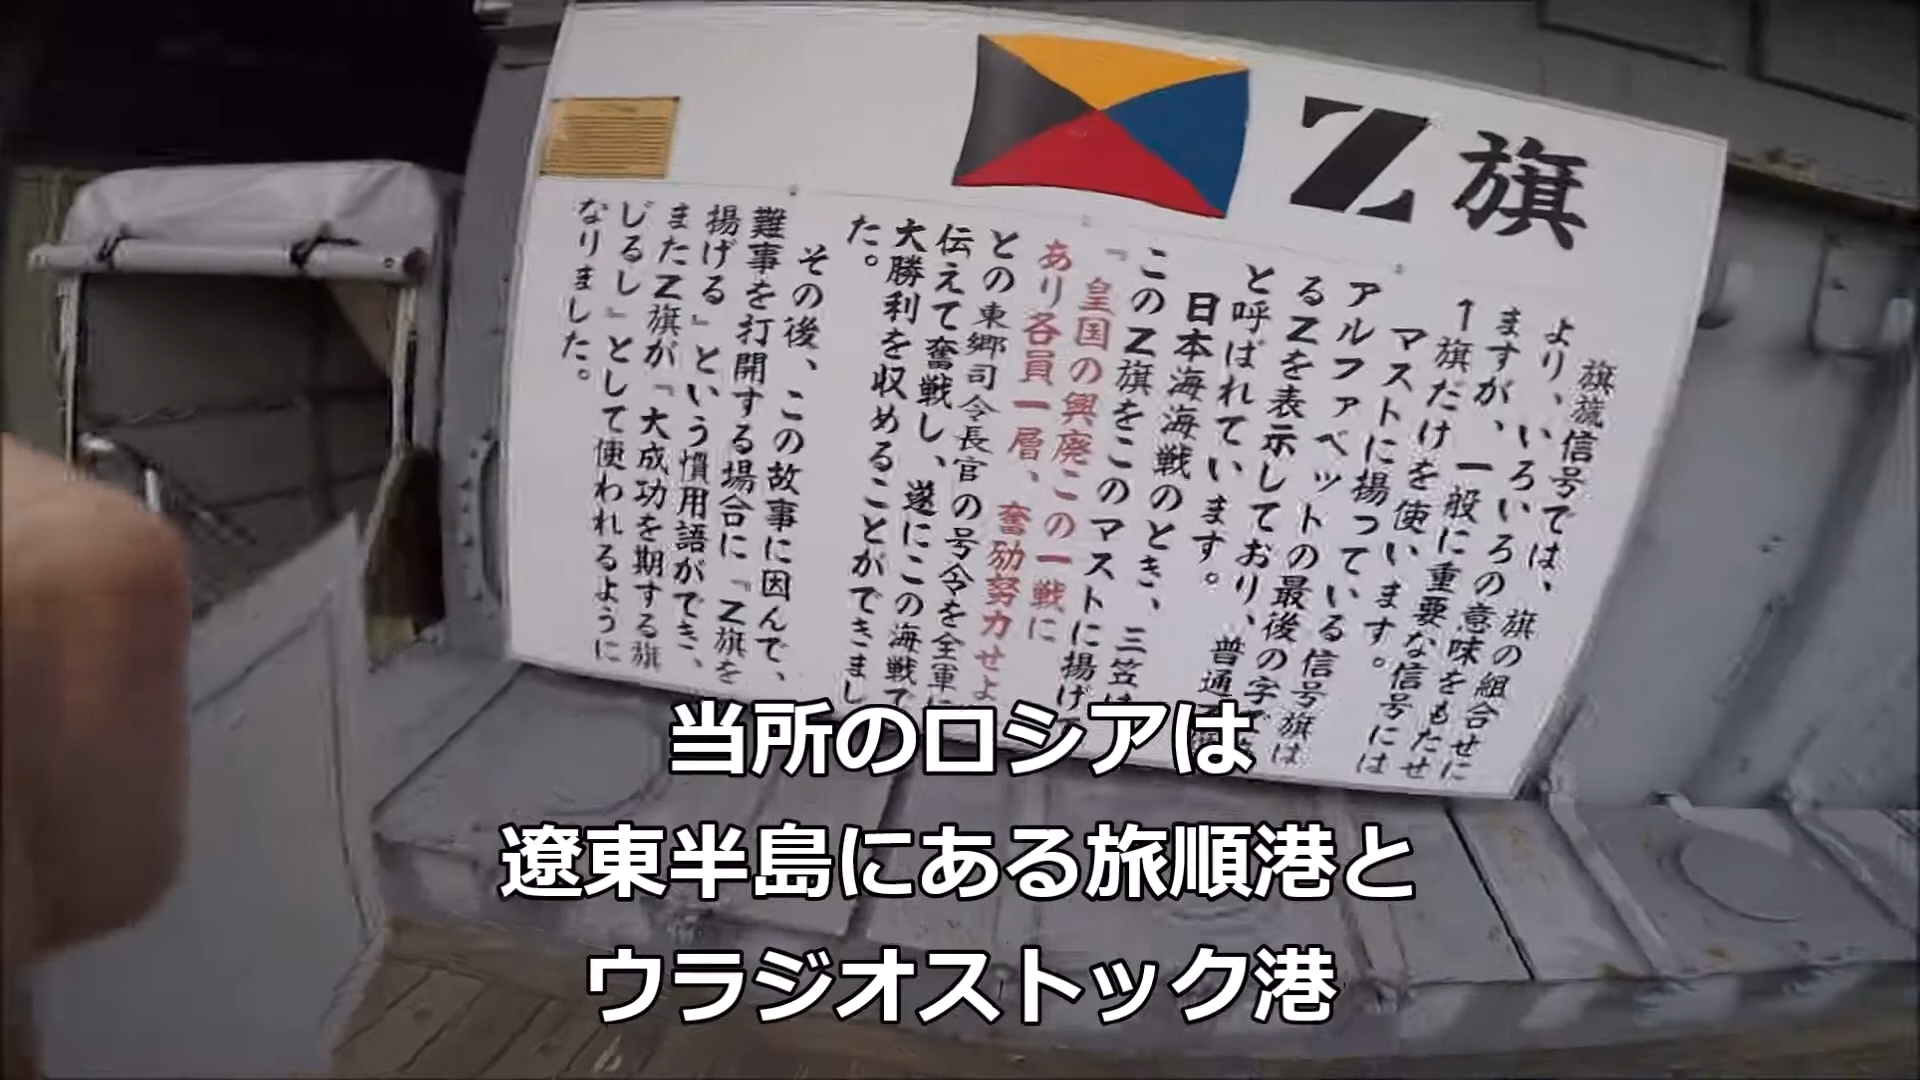 Z旗
旗旒信号では、旗の組合せに
より、いろいろの意味をもたせ
ますが、一般に重要な信号には
1旗だけを使います。
マストに揚っている信号旗は
アルファベットの最後の字で
るZを表示しており、普通
と呼ばれています。
日本海海戦のとき、三笠は
このZ旗をこのマストに揚げ
『皇国の興廃この一戦に
あり各員一層、奮励努力せよ
との東郷司令長官の号令を全軍に
伝えて奮戦し、遂にこの海戦で
大勝利を収めることができまし
た。
その後、この故事に因んで、
難事を打開する場合に『Z旗を
揚げる』という慣用語ができ、
またZ旗が『大成功を期する旗
じるし』として使われるように
なりました。
当所のロシアは
遼東半島にある旅順港と
ウラジオストック港